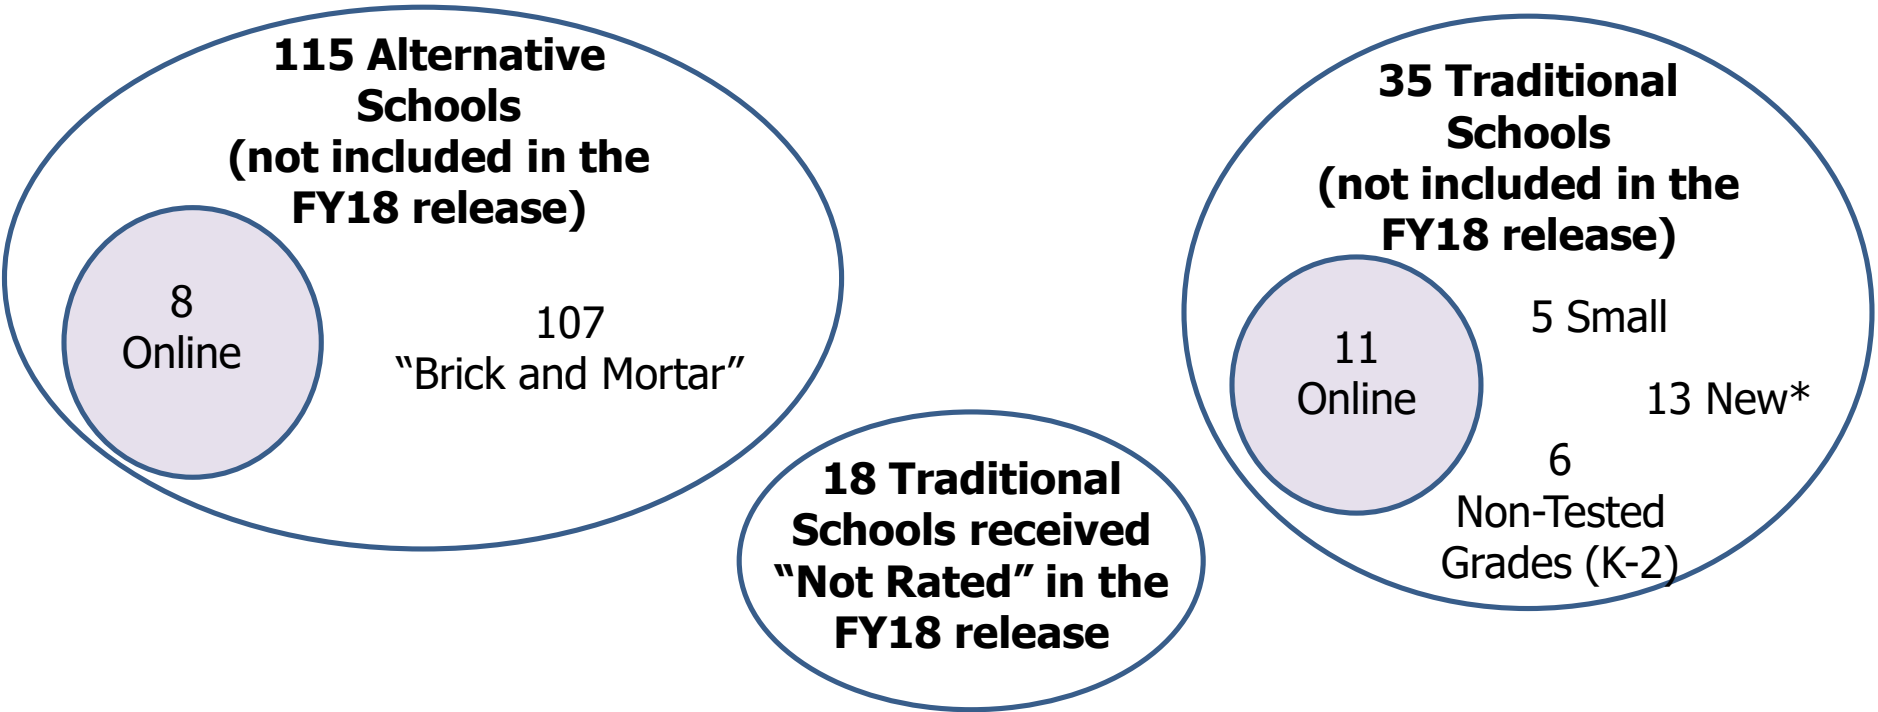 115 Alternative
Schools
(not included in the
FY18 release)
8
Online
107
“Brick and Mortar”
18 Traditional
Schools received
“Not Rated” in the
FY18 release
35 Traditional
Schools
(not included in the
FY18 release)
11
Online
5 Small
13 New*
6
Non-Tested
Grades (K-2)